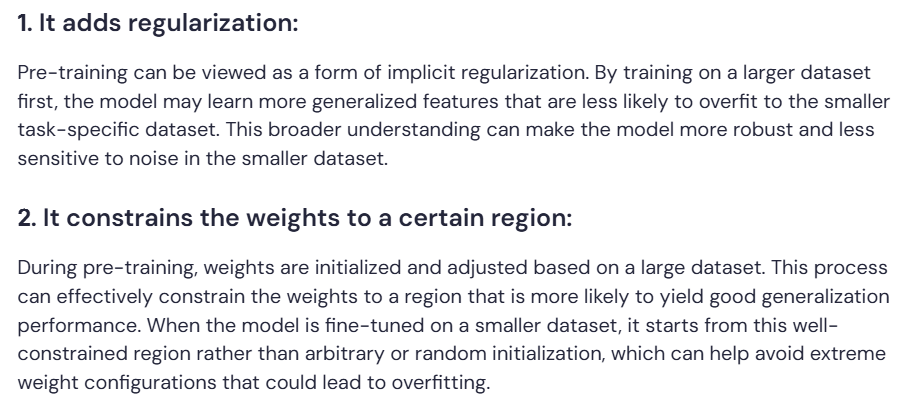 1. It adds regularization:
Pre-training can be viewed as a form of implicit regularization. By training on a larger dataset
first, the model may learn more generalized features that are less likely to overfit to the smaller
task-specific dataset. This broader understanding can make the model more robust and less
sensitive to noise in the smaller dataset.
2. It constrains the weights to a certain region:
During pre-training, weights are initialized and adjusted based on a large dataset. This process
can effectively constrain the weights to a region that is more likely to yield good generalization
performance. When the model is fine-tuned on a smaller dataset, it starts from this well-
constrained region rather than arbitrary or random initialization, which can help avoid extreme
weight configurations that could lead to overfitting.